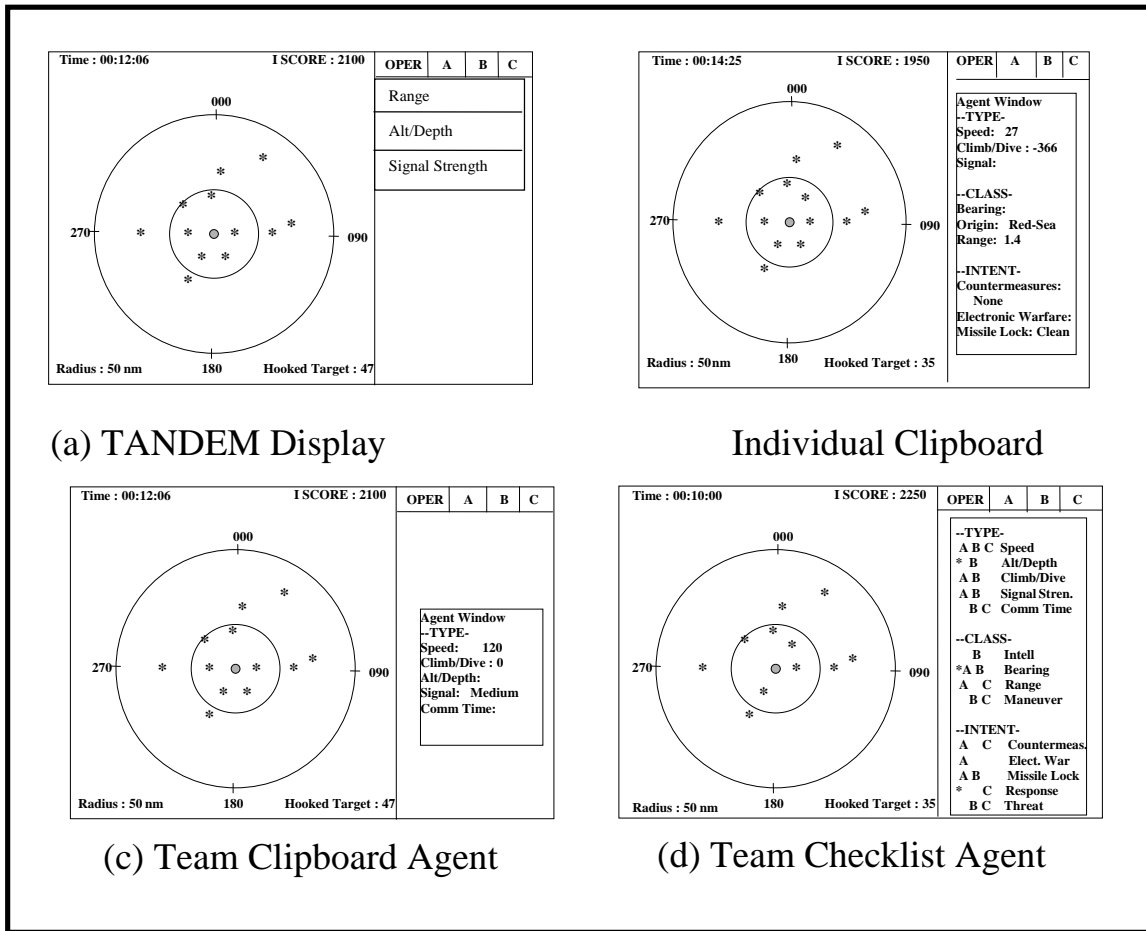 Time : 00:12:06 I SCORE : 2100
OPER A B C
Range
Alt/Depth
Signal Strength
000
270
090
180
Radius : 50 nm Hooked Target : 47
(a) TANDEM Display
Time : 00:14:25 I SCORE : 1950
OPER A B C
Agent Window
--TYPE-
Speed: 27
Climb/Dive : -366
Signal:
--CLASS-
Bearing:
Origin: Red-Sea
Range: 1.4
--INTENT-
Countermeasures:
None
Electronic Warfare:
Missile Lock: Clean
000
270
090
180
Radius : 50nm Hooked Target : 35
Individual Clipboard
Time : 00:12:06 I SCORE : 2100
OPER A B C
Agent Window
--TYPE-
Speed: 120
Climb/Dive : 0
Alt/Depth:
Signal: Medium
Comm Time:
000
270
090
180
Radius : 50 nm Hooked Target : 47
(c) Team Clipboard Agent
Time : 00:10:00 I SCORE : 2250
OPER A B C
--TYPE-
A B C Speed
* B Alt/Depth
A B Climb/Dive
A B Signal Stren.
B C Comm Time
--CLASS-
B Intell
*A B Bearing
A C Range
B C Maneuver
--INTENT-
A C Countermeas.
A Elect. War
A B Missile Lock
* C Response
B C Threat
000
270
090
180
Radius : 50 nm Hooked Target : 35
(d) Team Checklist Agent